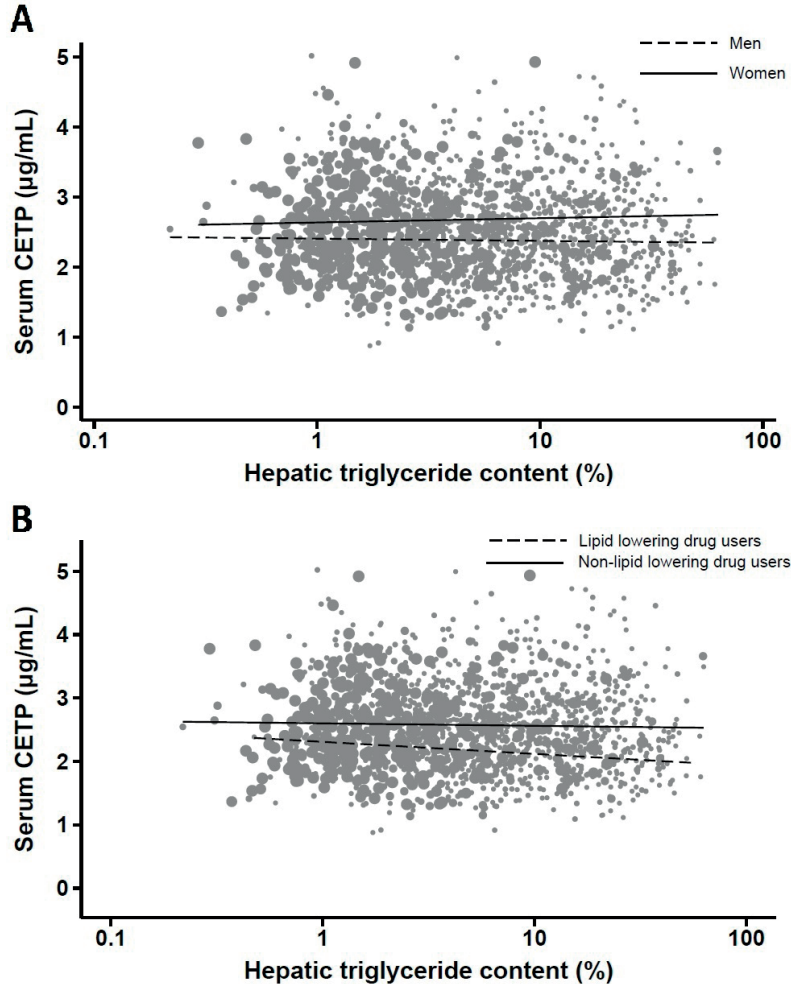 A
Men
Women
5
4
3
2
1
0
Serum CETP (µg/mL)
0.1
1
10
100
Hepatic triglyceride content (%)
B
Lipid lowering drug users
Non-lipid lowering drug users
5
4
3
2
1
0
Serum CETP (µg/mL)
0.1
1
10
100
Hepatic triglyceride content (%)